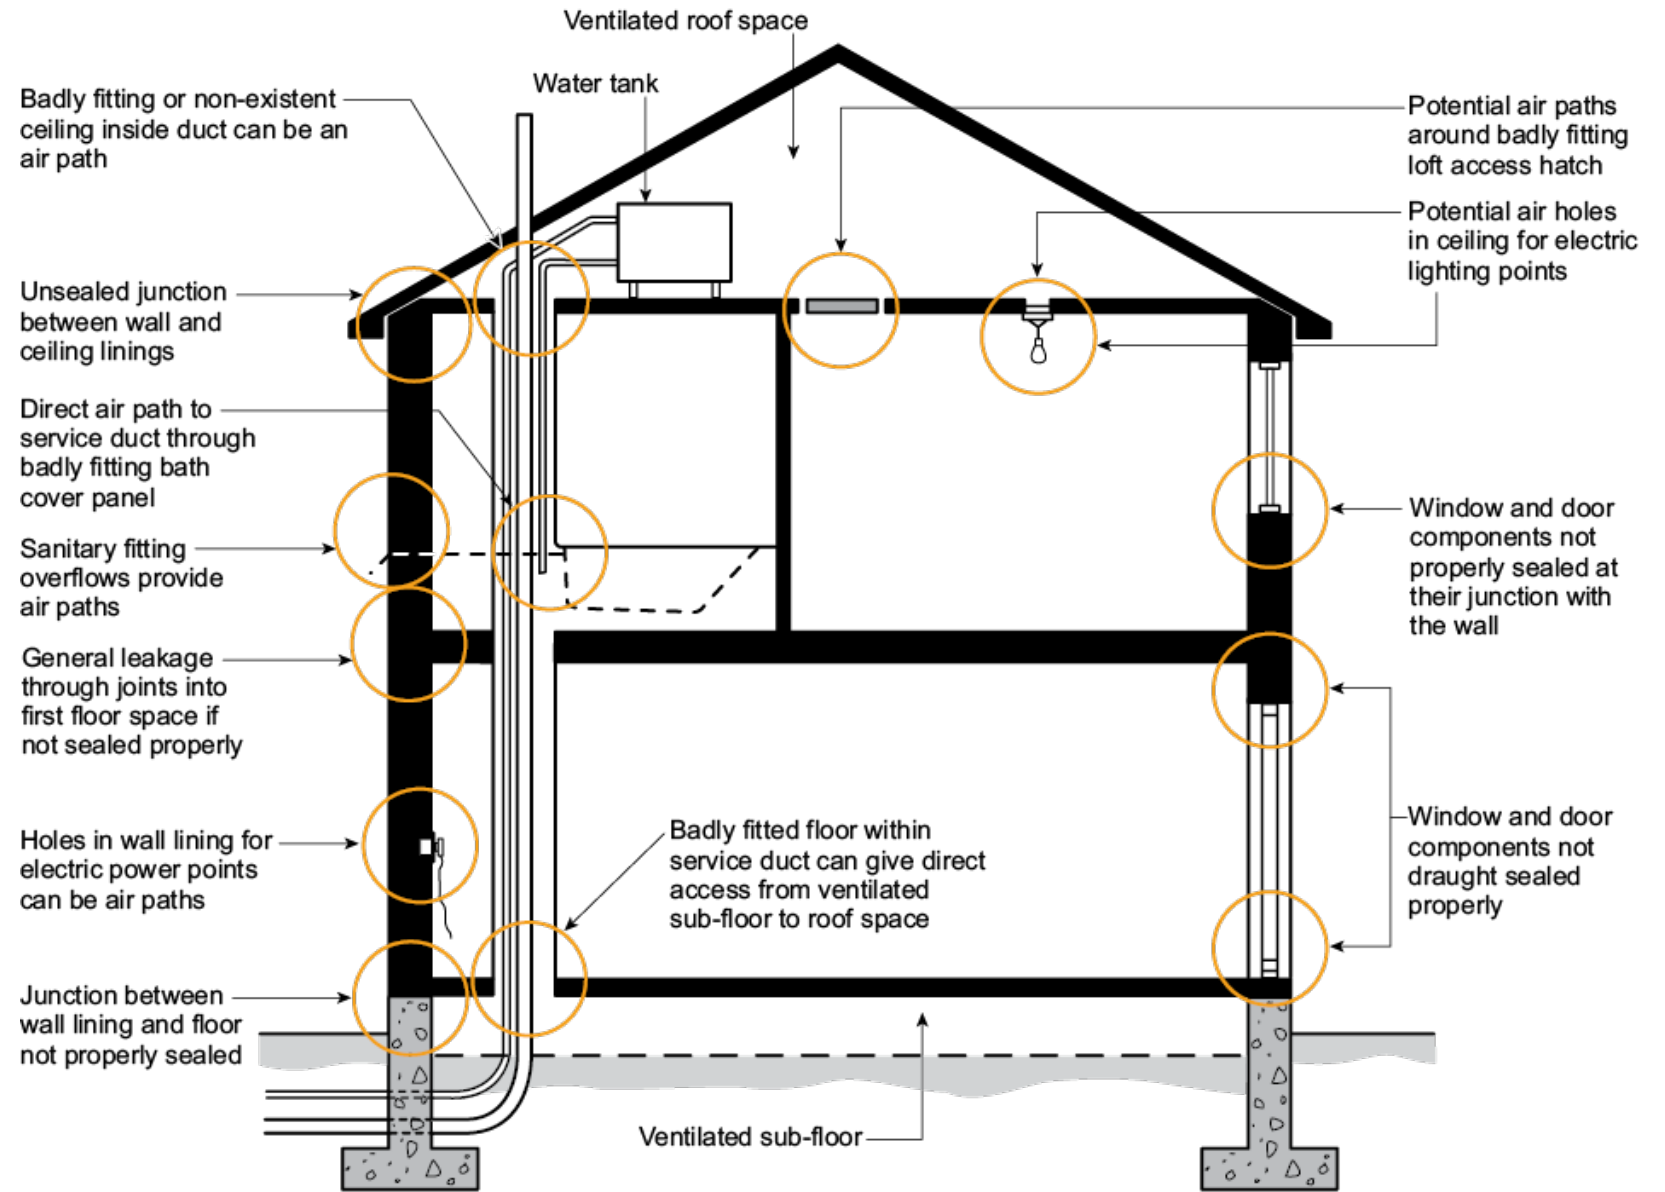 Ventilated roof space
Water tank
Badly fitting or non-existent
ceiling inside duct can be an
air path
Potential air paths
around badly fitting
loft access hatch
Potential air holes
in ceiling for electric
lighting points
Unsealed junction
between wall and
ceiling linings
Direct air path to
service duct through
badly fitting bath
cover panel
Sanitary fitting
overflows provide
air paths
Window and door
components not
properly sealed at
their junction with
the wall
General leakage
through joints into
first floor space if
not sealed properly
Holes in wall lining for
electric power points
can be air paths
Badly fitted floor within
service duct can give direct
access from ventilated
sub-floor to roof space
Window and door
components not
draught sealed
properly
Junction between
wall lining and floor
not properly sealed
Ventilated sub-floor